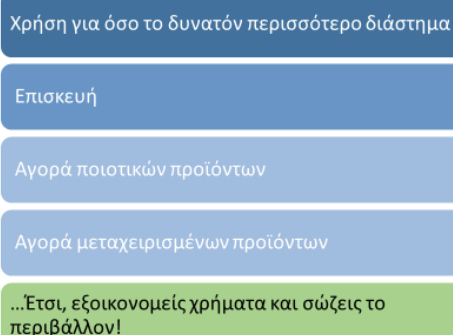 Χρήση για όσο το δυνατόν περισσότερο διάστημα
Επισκευή
Αγορά ποιοτικών προϊόντων
Αγορά μεταχειρισμένων προϊόντων
...Έτσι, εξοικονομείς χρήματα και σώζεις το
περιβάλλον!